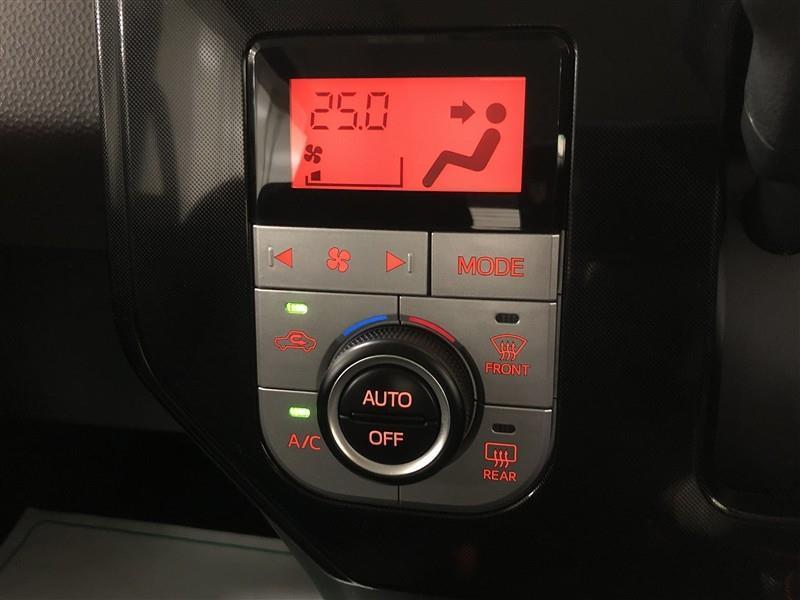 25.0
MODE
FRONT
AUTO
OFF
A/C
REAR